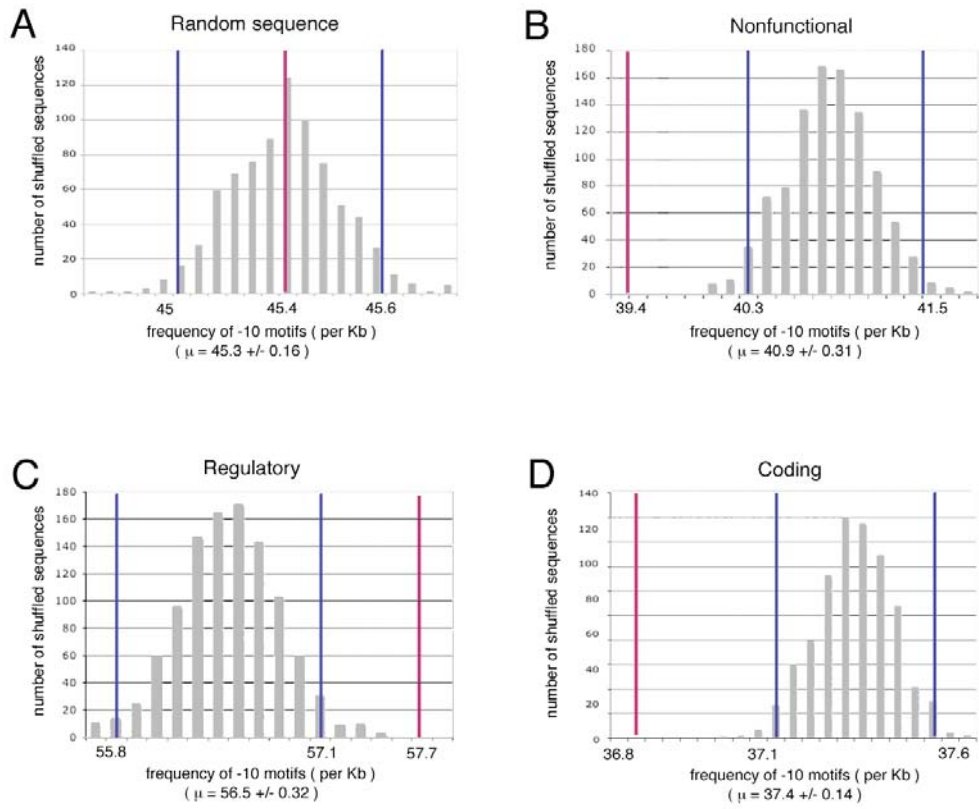 A
Random sequence
number of shuffled sequences
140
120
100
80
60
40
20
0
45
45.4
45.6
frequency of -10 motifs ( per Kb )
( μ = 45.3 +/- 0.16 )
B
Nonfunctional
number of shuffled sequences
180
160
140
120
100
80
60
40
20
0
39.4
40.3
41.5
frequency of -10 motifs ( per Kb )
( μ = 40.9 +/- 0.31 )
C
Regulatory
number of shuffled sequences
180
160
140
120
100
80
60
40
20
0
55.8
57.1
57.7
frequency of -10 motifs ( per Kb )
( μ = 56.5 +/- 0.32 )
D
Coding
number of shuffled sequences
140
120
100
80
60
40
20
0
36.8
37.1
37.6
frequency of -10 motifs ( per Kb )
( μ = 37.4 +/- 0.14 )